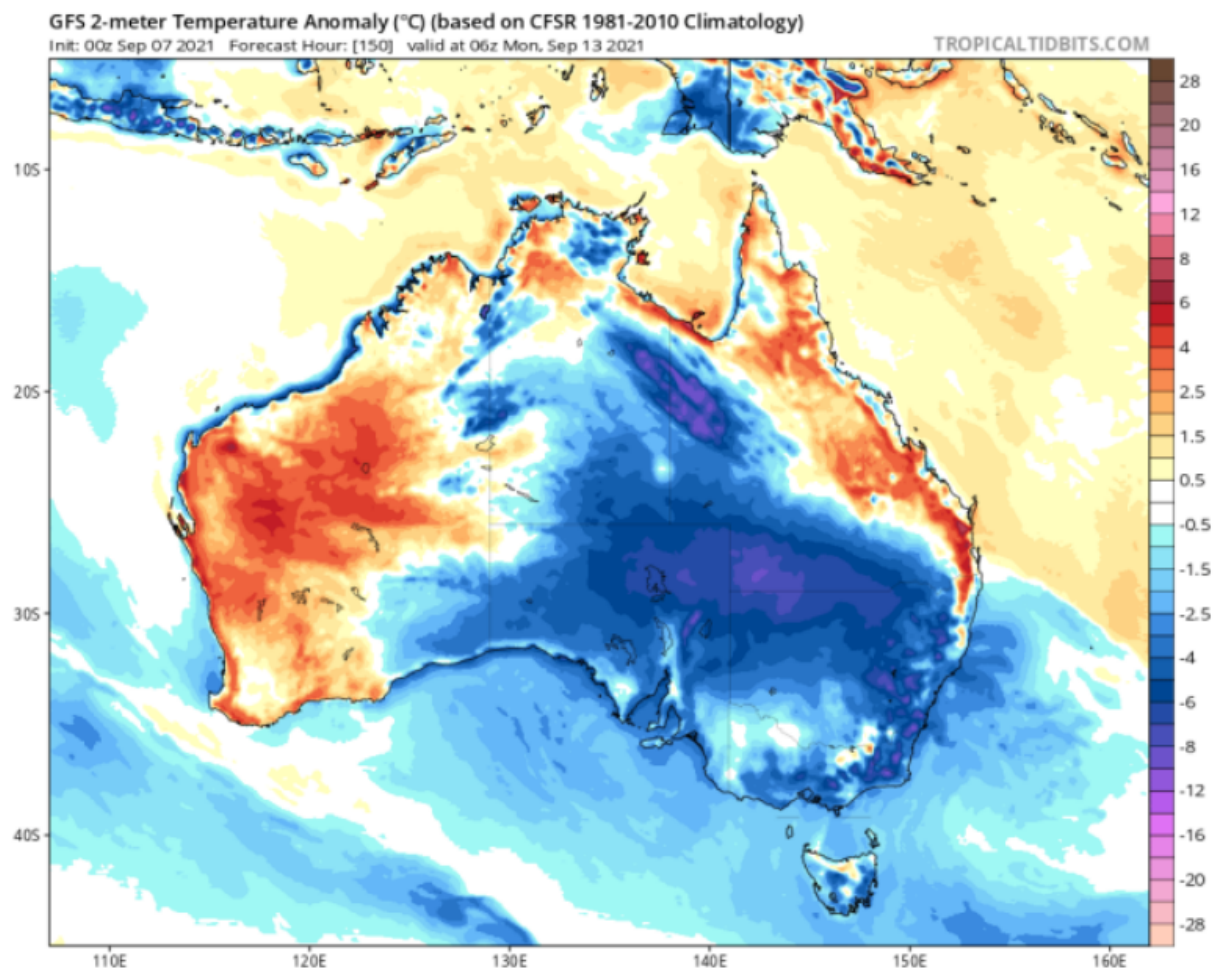 GFS 2-meter Temperature Anomaly (°C) (based on CFSR 1981-2010 Climatology)
Init: 00z Sep 07 2021 Forecast Hour: [150] valid at 06z Mon, Sep 13 2021
TROPICALTIDBITS.COM
28
20
16
12
8
6
4
2.5
1.5
0.5
-0.5
-1.5
-2.5
-4
-6
-8
-12
-16
-20
-28
10S
20S
30S
40S
110E
120E
130E
140E
150E
160E